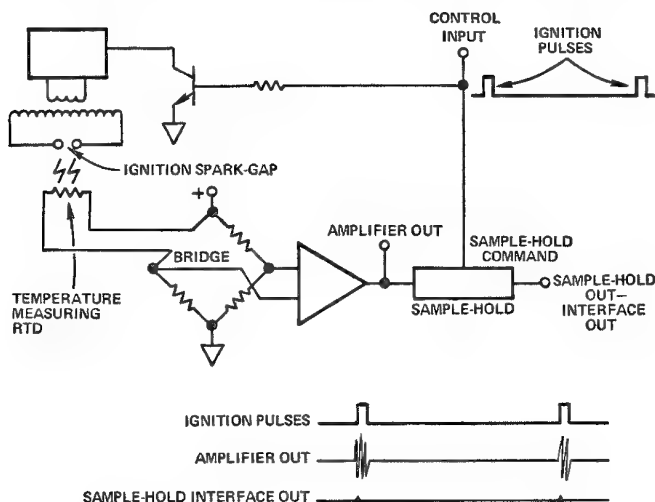 CONTROL
INPUT
IGNITION
PULSES
IGNITION SPARK-GAP
+
AMPLIFIER OUT
SAMPLE-HOLD
COMMAND
BRIDGE
TEMPERATURE
MEASURING
RTD
SAMPLE-HOLD
SAMPLE-HOLD
OUT–
INTERFACE
OUT
IGNITION PULSES
AMPLIFIER OUT
SAMPLE-HOLD INTERFACE OUT